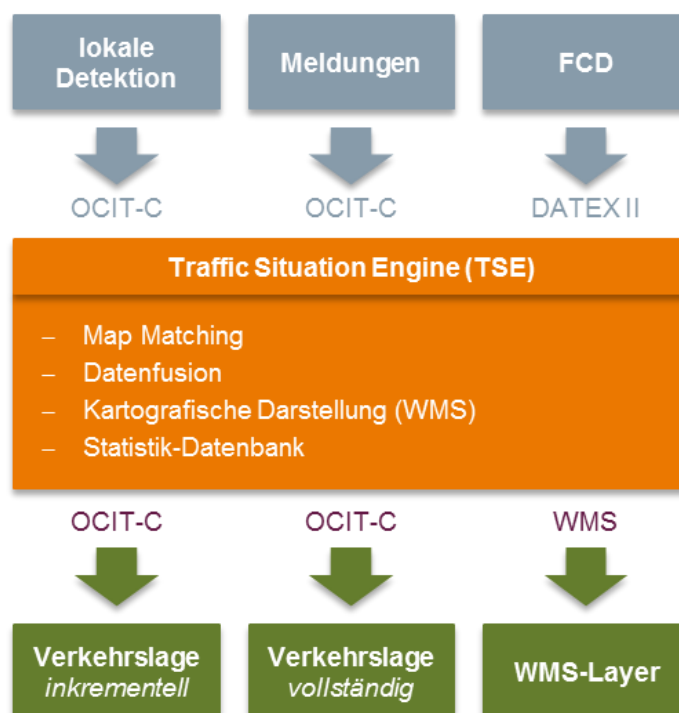 lokale
Detektion
Meldungen
FCD
OCIT-C
OCIT-C
DATEX II
Traffic Situation Engine (TSE)
– Map Matching
– Datenfusion
– Kartografische Darstellung (WMS)
– Statistik-Datenbank
OCIT-C
OCIT-C
WMS
Verkehrslage
inkrementell
Verkehrslage
vollständig
WMS-Layer